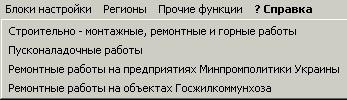 Блоки настройки Регионы Прочие функции ? Справка
Строительно - монтажные, ремонтные и горные работы
Пусконаладочные работы
Ремонтные работы на предприятиях Минпромполитики Украины
Ремонтные работы на объектах Госжилкоммунхоза